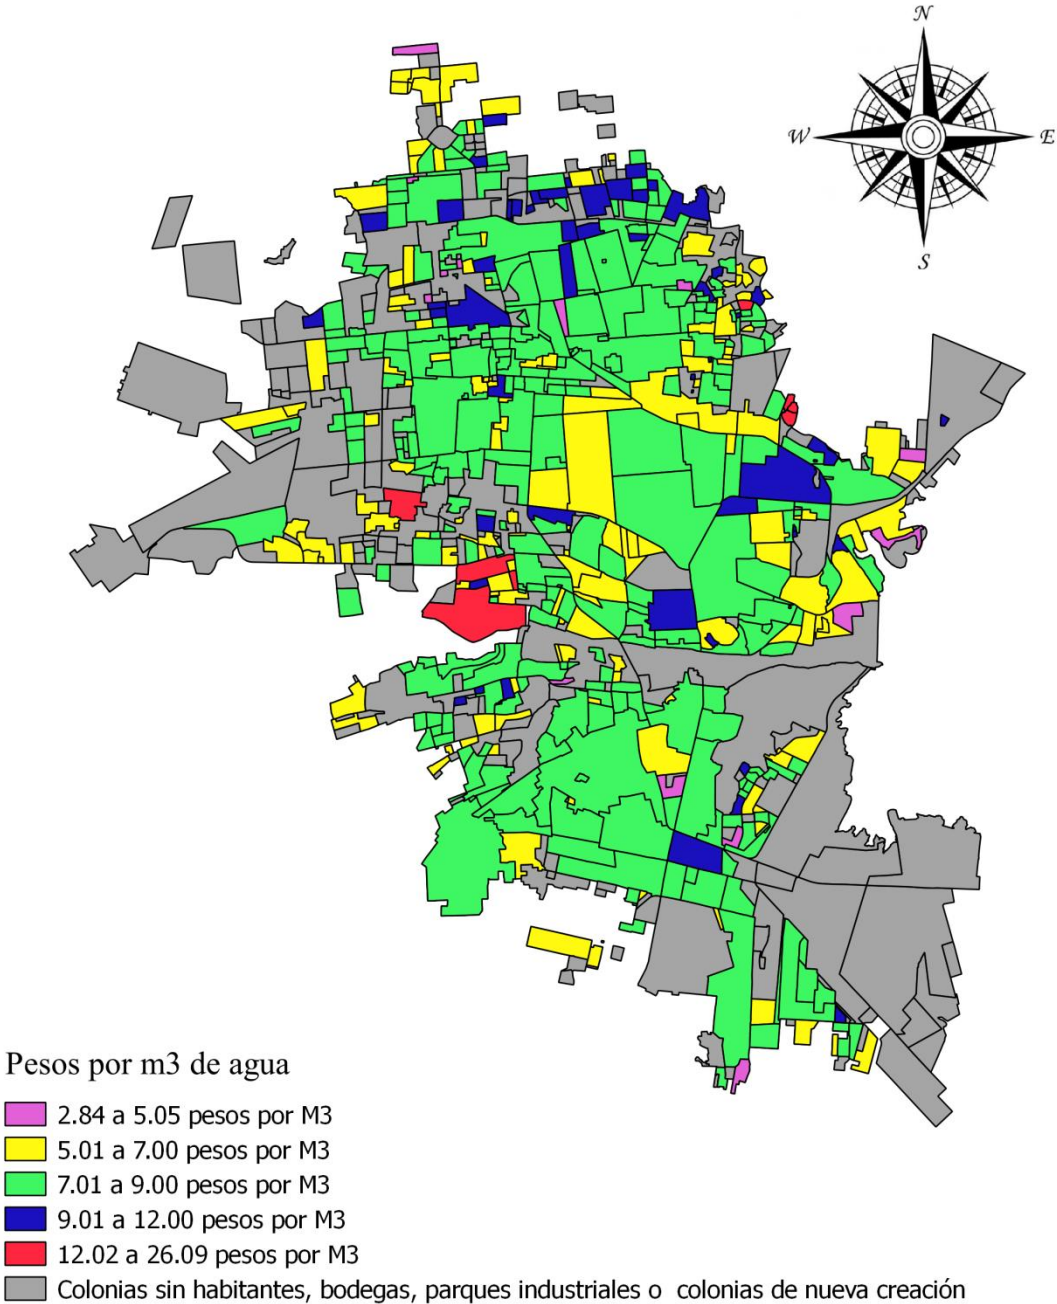 N
W
E
S
Pesos por m3 de agua
2.84 a 5.05 pesos por M3
5.01 a 7.00 pesos por M3
7.01 a 9.00 pesos por M3
9.01 a 12.00 pesos por M3
12.02 a 26.09 pesos por M3
Colonias sin habitantes, bodegas, parques industriales o colonias de nueva creación